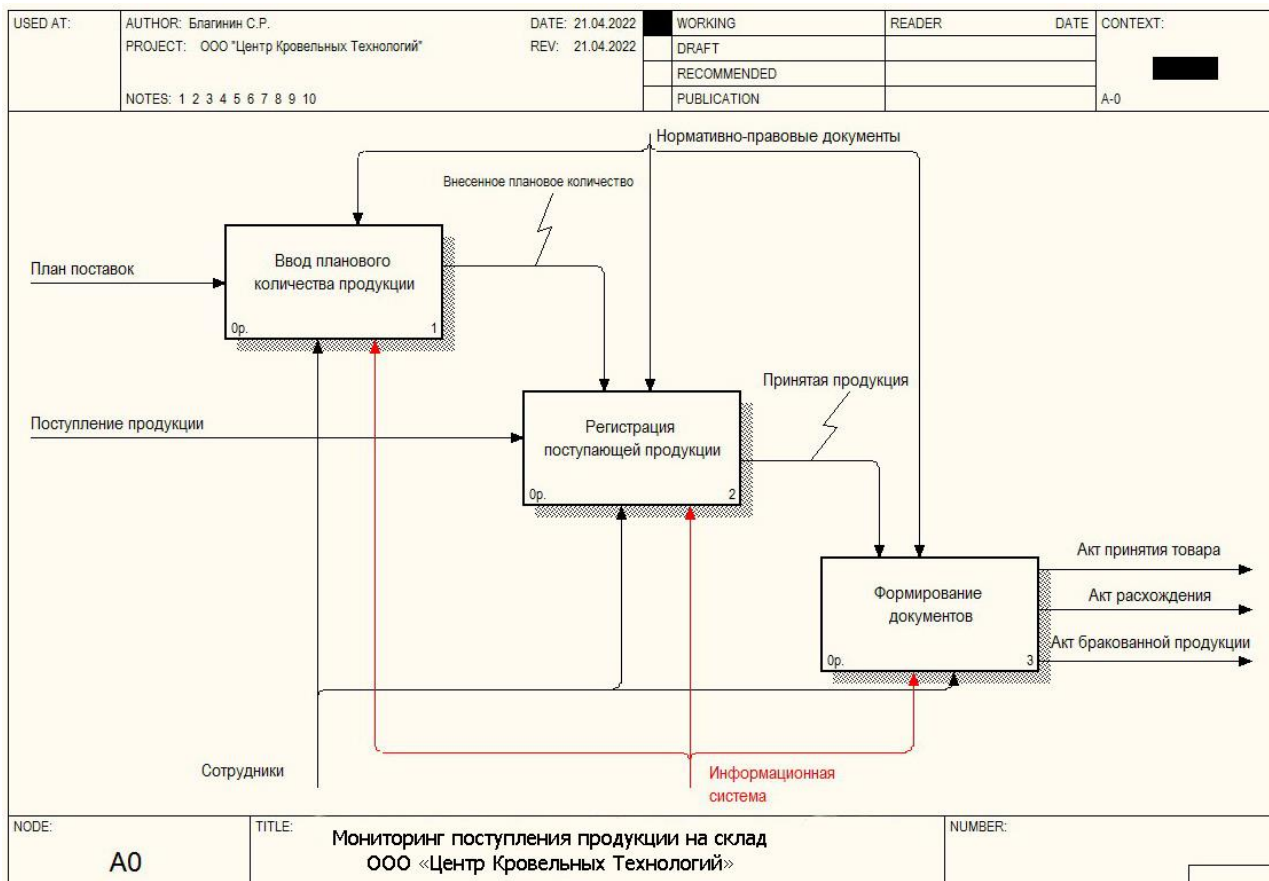 USED AT:
AUTHOR: Благинин С.Р.
DATE: 21.04.2022
PROJECT: ООО "Центр Кровельных Технологий"
REV: 21.04.2022
NOTES: 1 2 3 4 5 6 7 8 9 10
WORKING
DRAFT
RECOMMENDED
PUBLICATION
READER
DATE
CONTEXT:
A-0
Нормативно-правовые документы
Внесенное плановое количество
План поставок
Ввод планового
количества продукции
0р.
1
Принятая продукция
Поступление продукции
Регистрация
поступающей продукции
0р.
2
Формирование
документов
0р.
3
Акт принятия товара
Акт расхождения
Акт бракованной продукции
Сотрудники
Информационная
система
NODE:
A0
TITLE:
Мониторинг поступления продукции на склад
ООО «Центр Кровельных Технологий»
NUMBER: